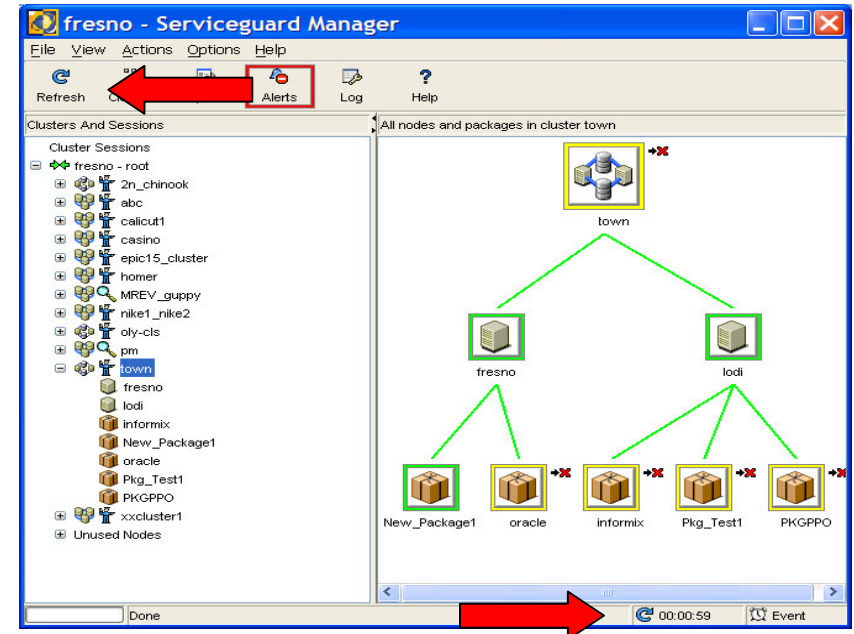 fresno - Serviceguard Manager
File View Actions Options Help
Refresh Alerts Log Help
Clusters And Sessions
All nodes and packages in cluster town
Cluster Sessions
fresno - root
2n_chinook
abc
calicut1
casino
epic15_cluster
homer
MREV_guppy
nike1_nike2
oly-cls
pm
town
fresno
lodi
informix
New_Package1
oracle
Pkg_Test1
PKGPPO
xxcluster1
Unused Nodes
town
fresno lodi
New_Package1 oracle informix Pkg_Test1 PKGPPO
Done 00:00:59 Event